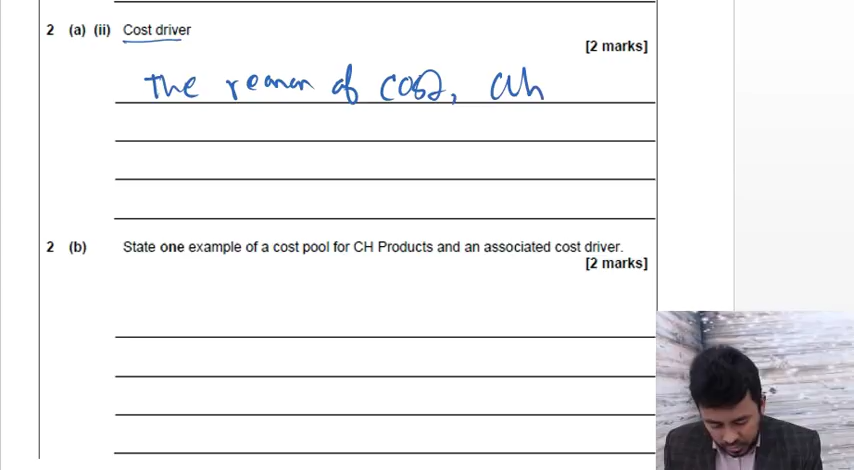 2 (a) (ii) Cost driver
[2 marks]
the reason of cost, wh
2 (b) State one example of a cost pool for CH Products and an associated cost driver.
[2 marks]